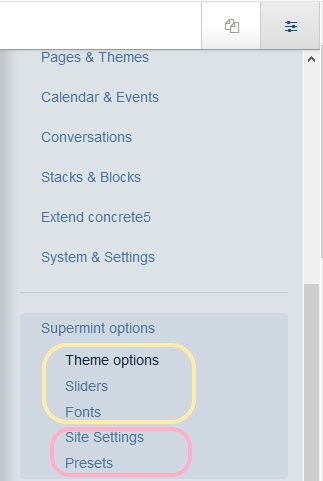 Pages & Themes
Calendar & Events
Conversations
Stacks & Blocks
Extend concrete5
System & Settings
Supermint options
Theme options
Sliders
Fonts
Site Settings
Presets